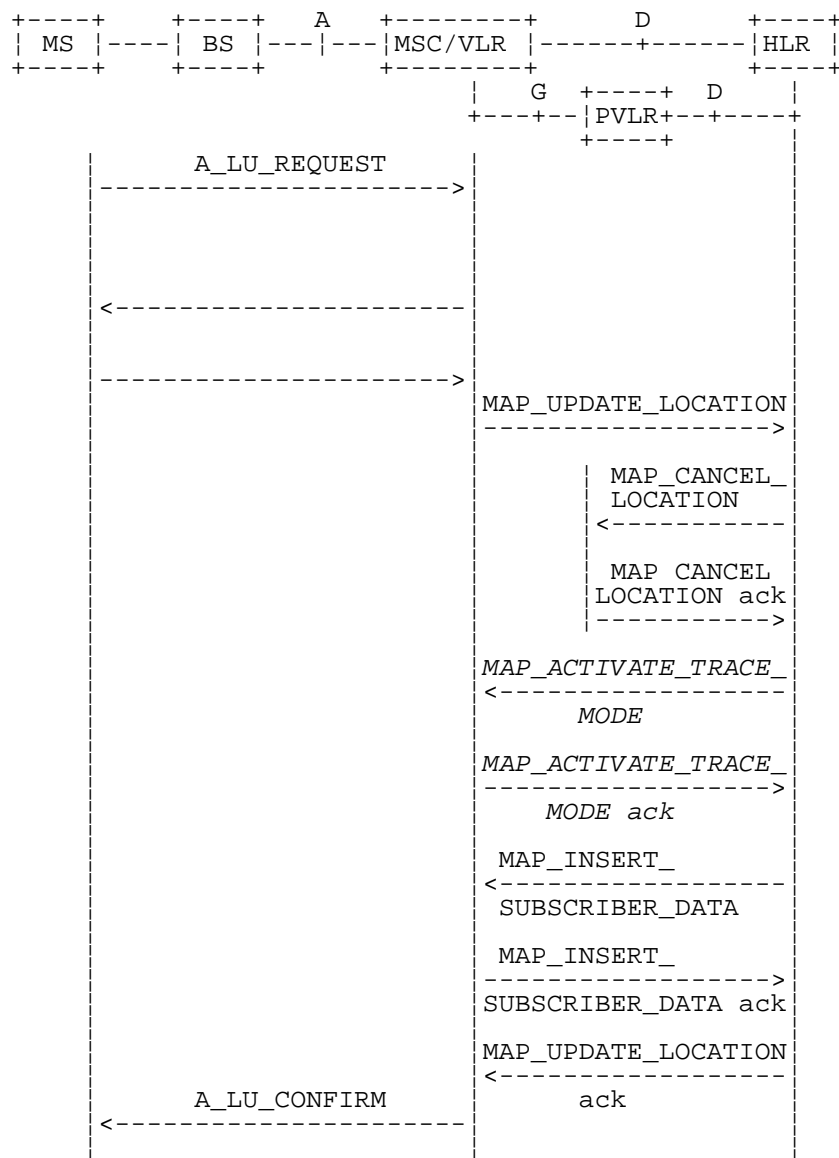 A D
MS BS MSC/VLR HLR
G D
PVLR
A_LU_REQUEST
MAP_UPDATE_LOCATION
MAP_CANCEL_
LOCATION
MAP CANCEL
LOCATION ack
MAP_ACTIVATE_TRACE_
MODE
MAP_ACTIVATE_TRACE_
MODE ack
MAP_INSERT_
SUBSCRIBER_DATA
MAP_INSERT_
SUBSCRIBER_DATA ack
MAP_UPDATE_LOCATION
A_LU_CONFIRM ack